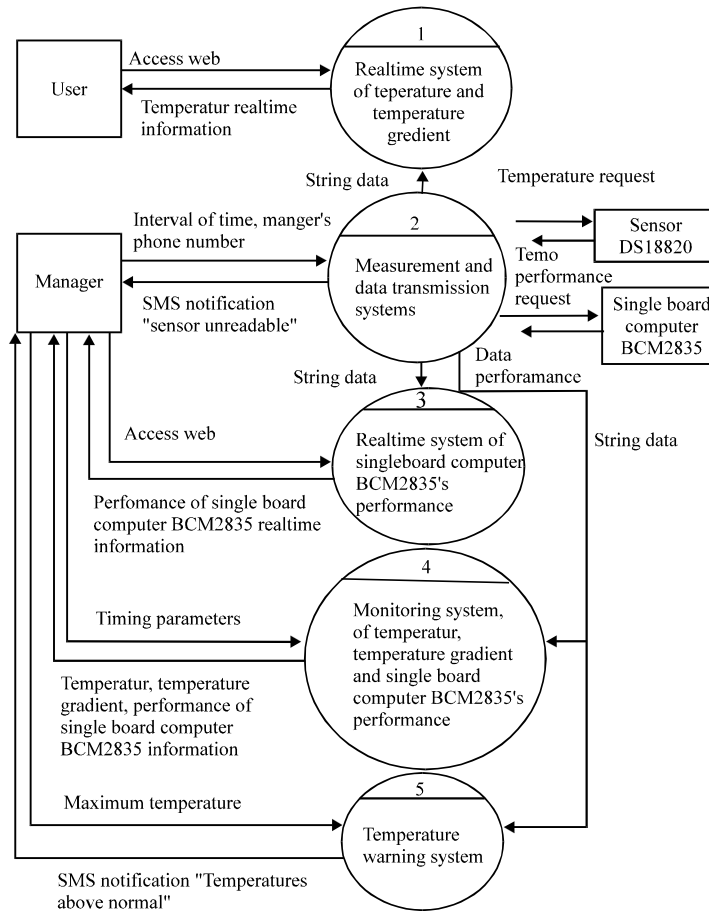 1
Access web
User
Realtime system
of teperature and
temperature
gredient
Temperatur realtime
information
String data
Temperature request
Interval of time, manger's
phone number
2
Sensor
DS18820
Manager
Measurement and
data transmission
systems
Temo
performance
request
SMS notification
"sensor unreadable"
Single board
computer
BCM2835
String data
Data
perforamance
3
Access web
Realtime system of
singleboard computer
BCM2835's
performance
String data
Perfomance of single board
computer BCM2835 realtime
information
4
Timing parameters
Monitoring system,
of temperatur,
temperature gradient
and single board
computer BCM2835's
performance
Temperatur, temperature
gradient, performance of
single board computer
BCM2835 information
5
Maximum temperature
Temperature
warning system
SMS notification "Temperatures
above normal"